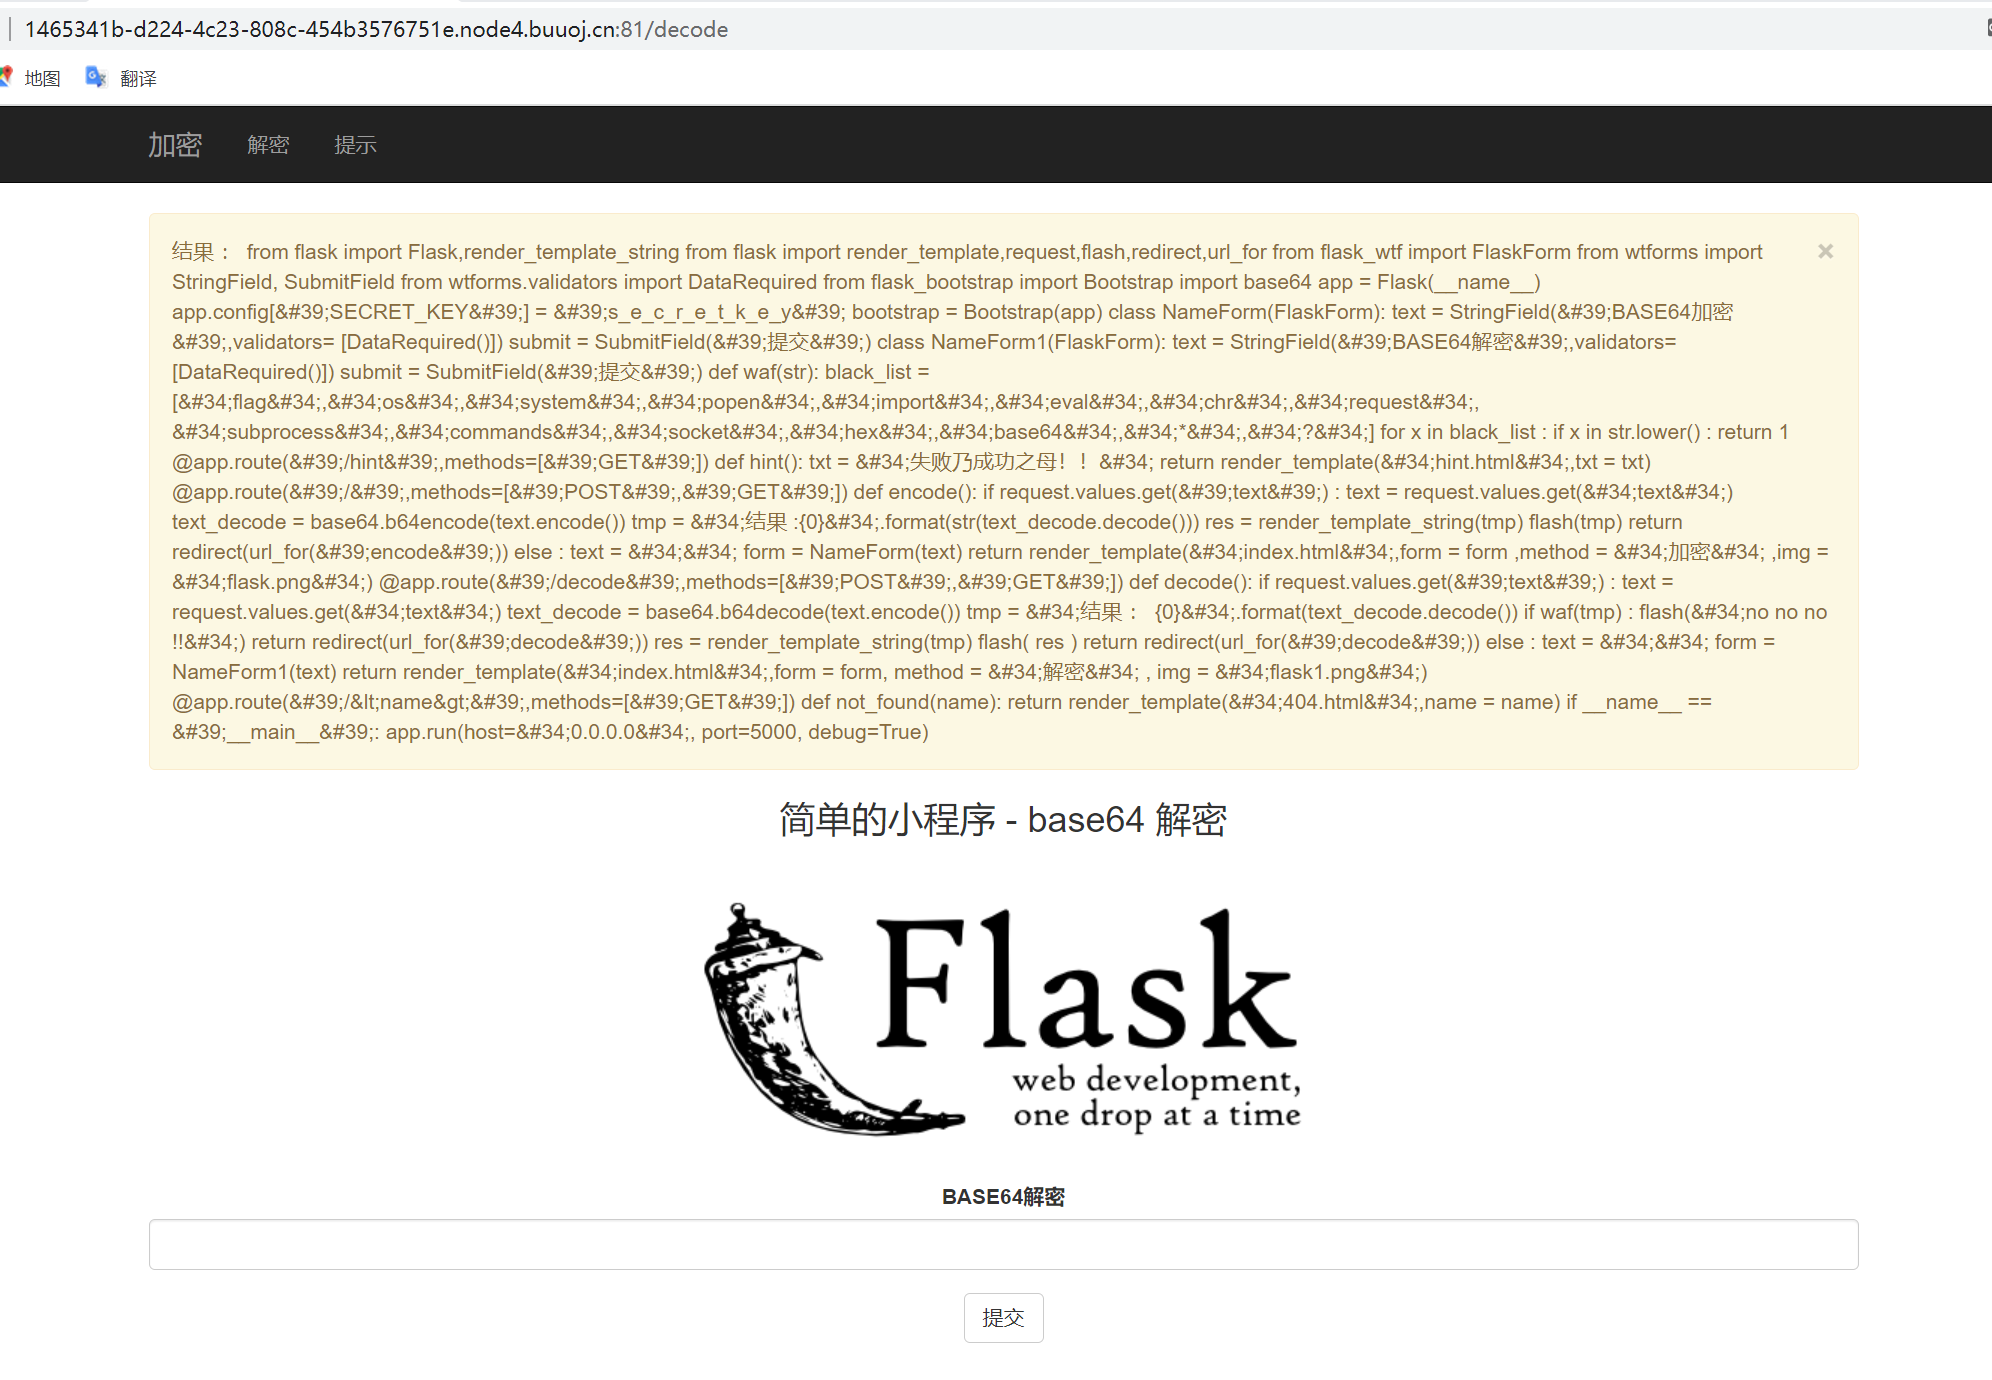 1465341b-d224-4c23-808c-454b3576751e.node4.buuoj.cn:81/decode
地图 翻译
加密 解密 提示
结果 :   from flask import Flask,render_template_string from flask import render_template,request,flash,redirect,url_for from flask_wtf import FlaskForm from wtforms import ×
StringField, SubmitField from wtforms.validators import DataRequired from flask_bootstrap import Bootstrap import base64 app = Flask(__name__)
app.config[&#39;SECRET_KEY&#39;] = &#39;s_e_c_r_e_t_k_e_y&#39; bootstrap = Bootstrap(app) class NameForm(FlaskForm): text = StringField(&#39;BASE64加密
&#39;,validators= [DataRequired()]) submit = SubmitField(&#39;提交&#39;) class NameForm1(FlaskForm): text = StringField(&#39;BASE64解密&#39;,validators=
[DataRequired()]) submit = SubmitField(&#39;提交&#39;) def waf(str): black_list =
[&#34;flag&#34;,&#34;os&#34;,&#34;system&#34;,&#34;popen&#34;,&#34;import&#34;,&#34;eval&#34;,&#34;chr&#34;,&#34;request&#34;,
&#34;subprocess&#34;,&#34;commands&#34;,&#34;socket&#34;,&#34;hex&#34;,&#34;base64&#34;,&#34;*&#34;,&#34;?&#34;] for x in black_list : if x in str.lower() : return 1
@app.route(&#39;/hint&#39;,methods=[&#39;GET&#39;]) def hint(): txt = &#34;失败乃成功之母！！&#34; return render_template(&#34;hint.html&#34;,txt = txt)
@app.route(&#39;/&#39;,methods=[&#39;POST&#39;,&#39;GET&#39;]) def encode(): if request.values.get(&#39;text&#39;) : text = request.values.get(&#34;text&#34;)
text_decode = base64.b64encode(text.encode()) tmp = &#34;结果 :{0}&#34;.format(str(text_decode.decode())) res = render_template_string(tmp) flash(tmp) return
redirect(url_for(&#39;encode&#39;)) else : text = &#34;&#34; form = NameForm(text) return render_template(&#34;index.html&#34;,form = form ,method = &#34;加密&#34; ,img =
&#34;flask.png&#34;) @app.route(&#39;/decode&#39;,methods=[&#39;POST&#39;,&#39;GET&#39;]) def decode(): if request.values.get(&#39;text&#39;) : text =
request.values.get(&#34;text&#34;) text_decode = base64.b64decode(text.encode()) tmp = &#34;结果 :   {0}&#34;.format(text_decode.decode()) if waf(tmp) : flash(&#34;no no no
!!&#34;) return redirect(url_for(&#39;decode&#39;)) res = render_template_string(tmp) flash( res ) return redirect(url_for(&#39;decode&#39;)) else : text = &#34;&#34; form =
NameForm1(text) return render_template(&#34;index.html&#34;,form = form, method = &#34;解密&#34; , img = &#34;flask1.png&#34;)
@app.route(&#39;/&lt;name&gt;&#39;,methods=[&#39;GET&#39;]) def not_found(name): return render_template(&#34;404.html&#34;,name = name) if __name__ ==
&#39;__main__&#39;: app.run(host=&#34;0.0.0.0&#34;, port=5000, debug=True)
简单的小程序 - base64 解密
Flask
web development,
one drop at a time
BASE64解密
提交